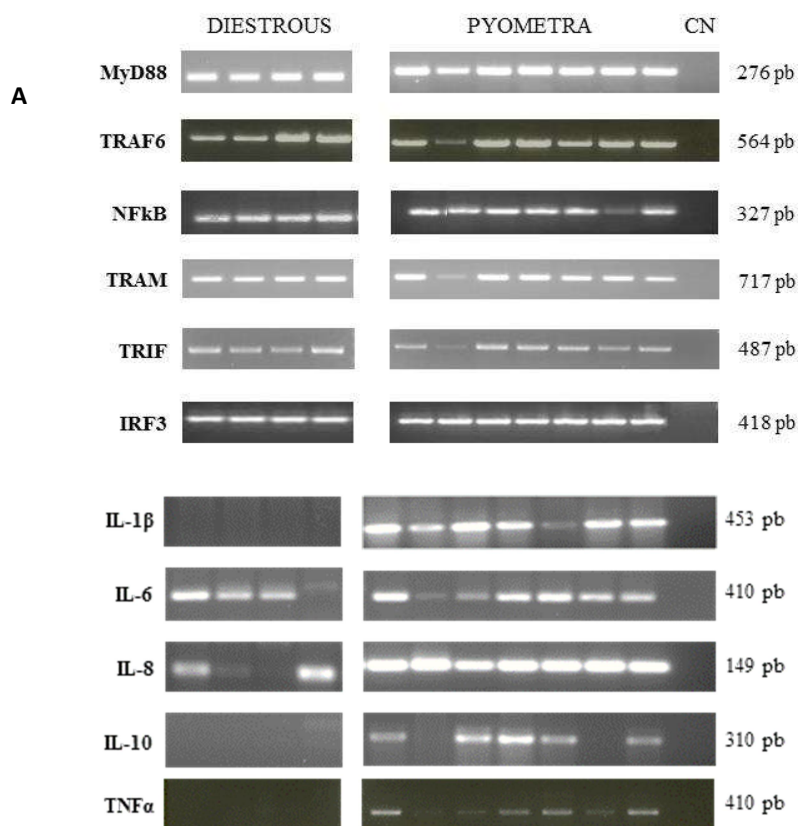 DIESTROUS PYOMETRA CN
A
MyD88 276 pb
TRAF6 564 pb
NFkB 327 pb
TRAM 717 pb
TRIF 487 pb
IRF3 418 pb
IL-1β 453 pb
IL-6 410 pb
IL-8 149 pb
IL-10 310 pb
TNFα 410 pb